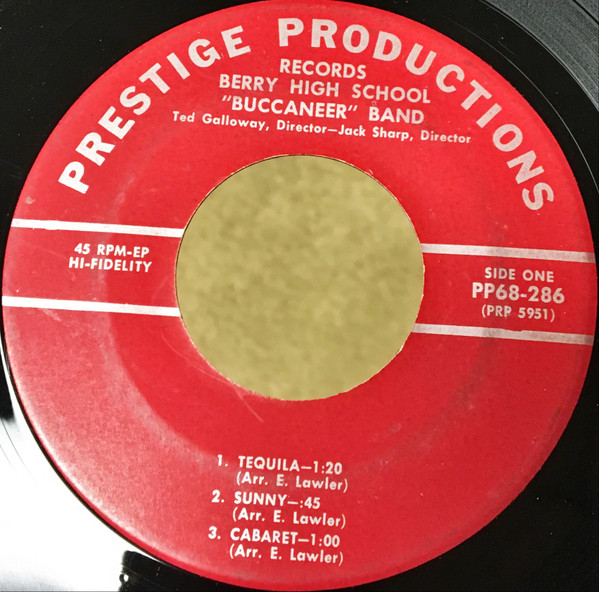 PRESTIGE PRODUCTIONS
RECORDS
BERRY HIGH SCHOOL
"BUCCANEER" BAND
Ted Galloway, Director—Jack Sharp, Director
45 RPM-EP
HI-FIDELITY
SIDE ONE
PP68-286
(PRP 5951)
1. TEQUILA—1:20
(Arr. E. Lawler)
2. SUNNY—:45
(Arr. E. Lawler)
3. CABARET—1:00
(Arr. E. Lawler)